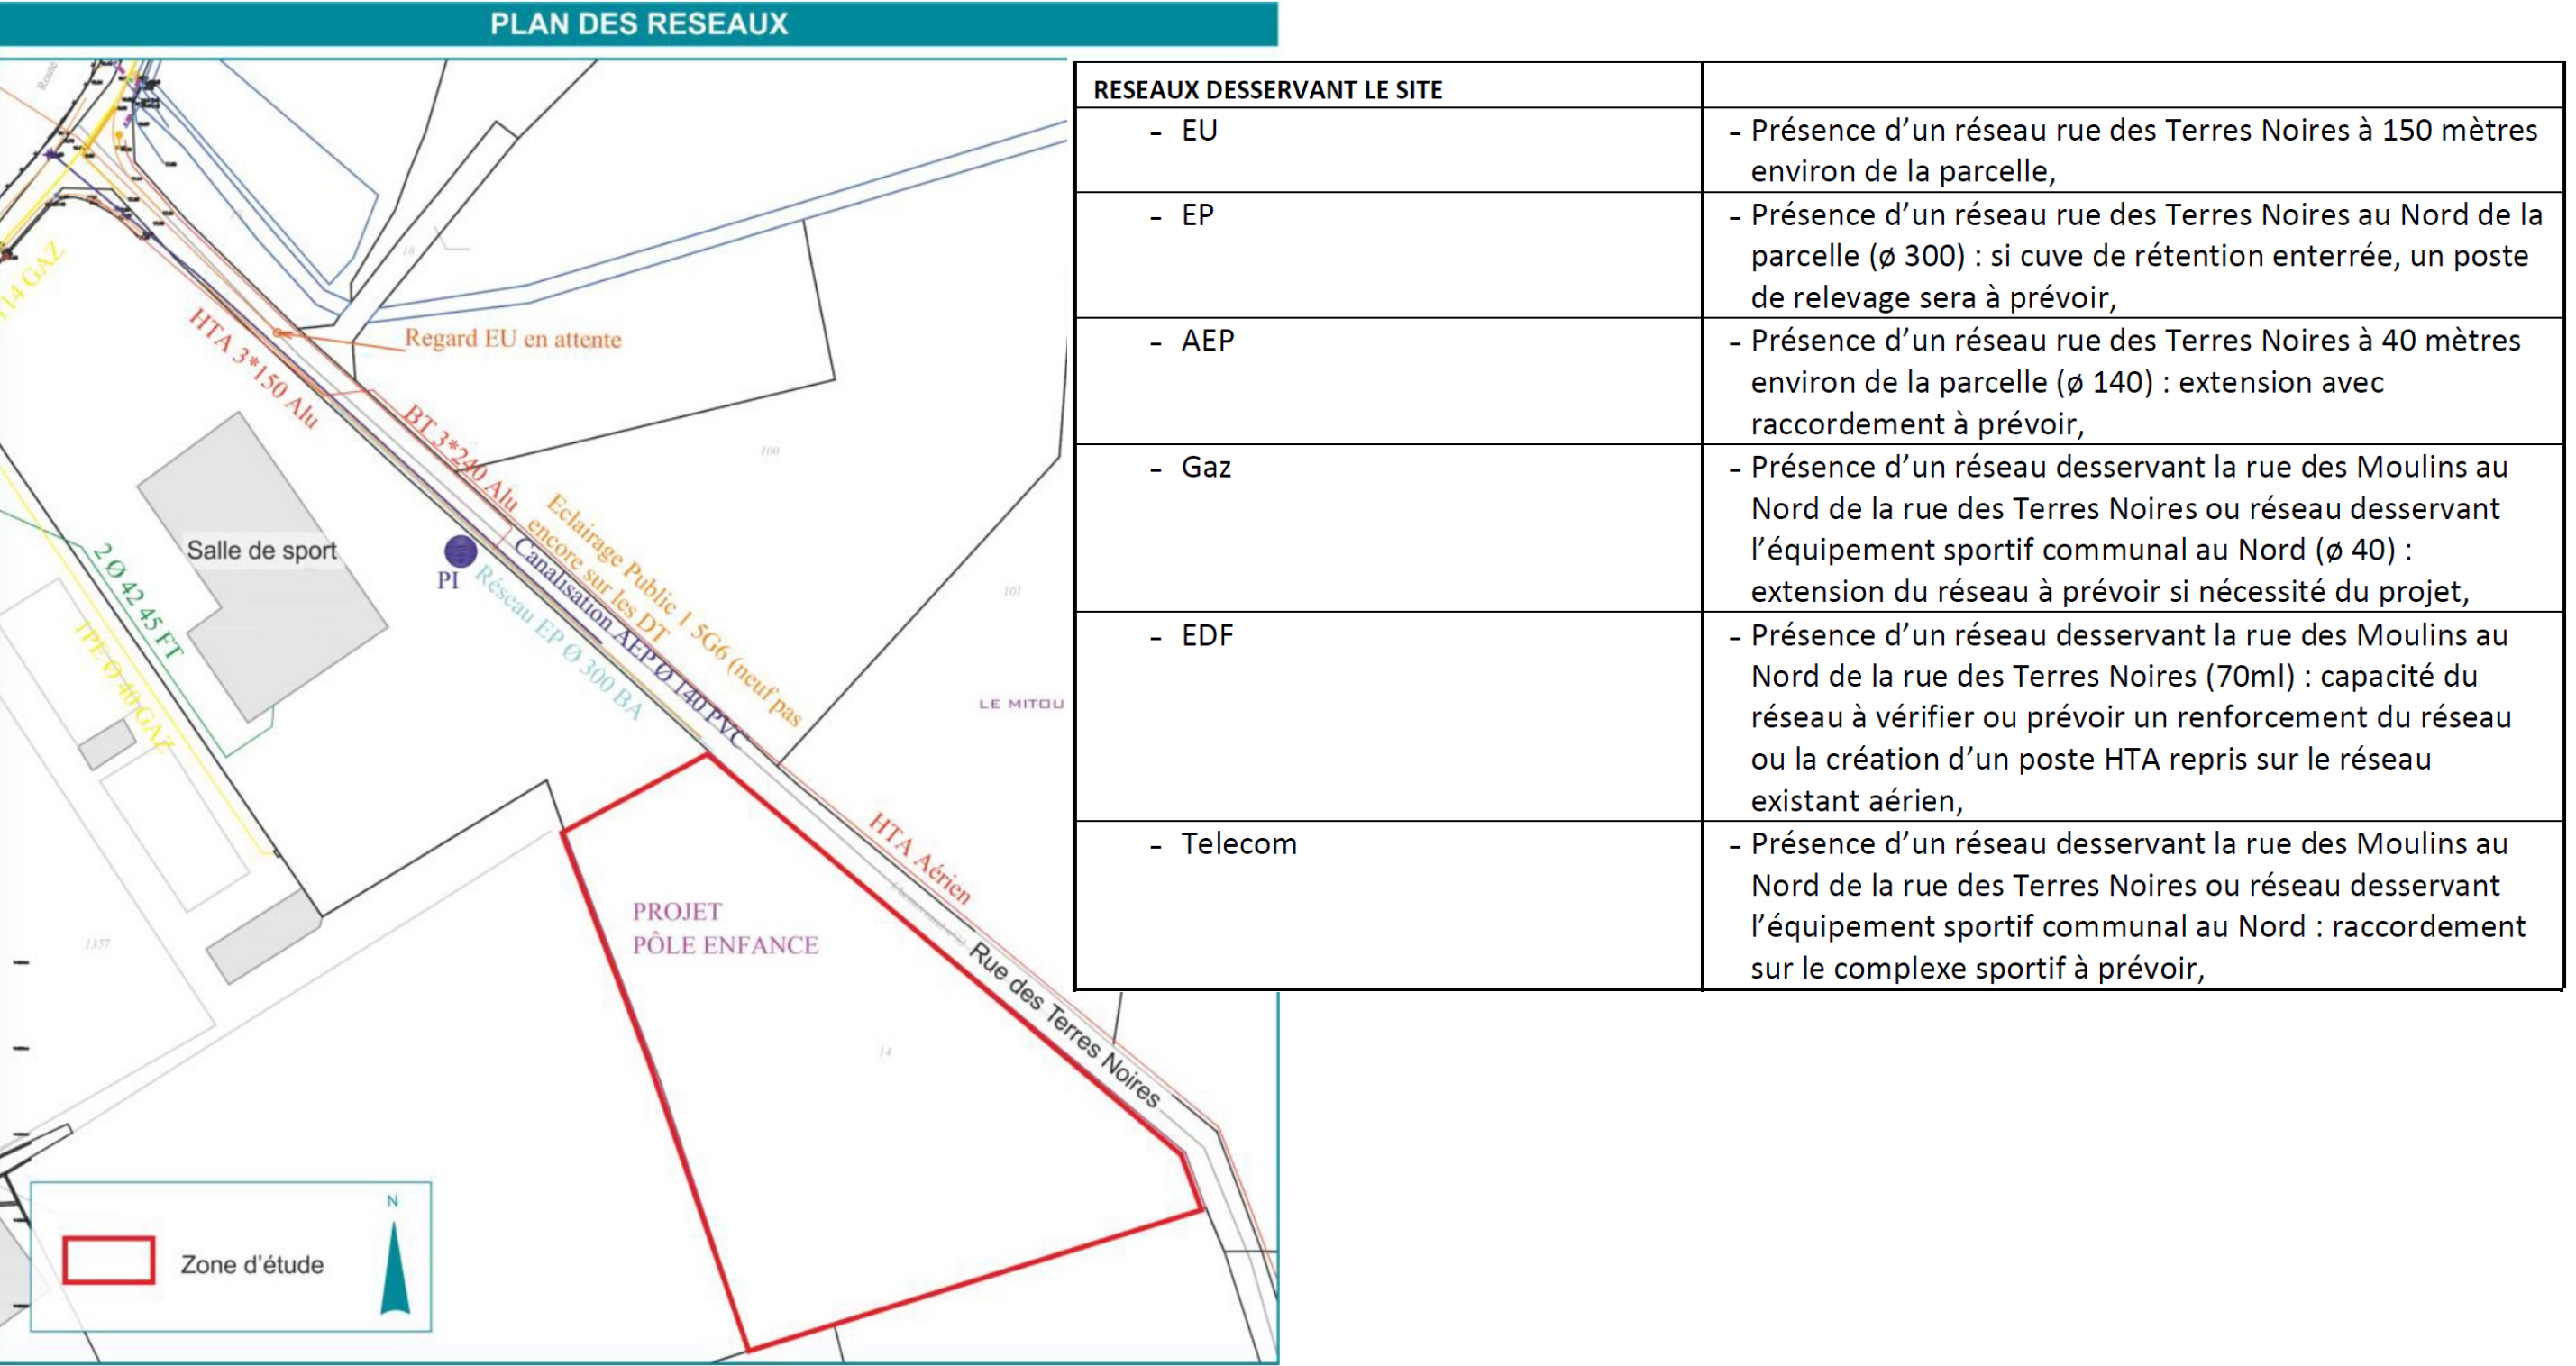 PLAN DES RESEAUX
Route
114 GAZ
HTA 3*150 Alu
Regard EU en attente
BT 3*240 Alu
Eclairage Public 1 5G6 (neuf pas
encore sur les DT
Canalisation AEP Ø 140 PVC
Réseau EP Ø 300 BA
PI
Salle de sport
2 Ø 42 45 FT
1PE Ø 40 GAZ
16
100
101
LE MITOU
HTA Aérien
Rue des Terres Noires
PROJET
PÔLE ENFANCE
14
1357
N
Zone d'étude
RESEAUX DESSERVANT LE SITE
- EU
- Présence d'un réseau rue des Terres Noires à 150 mètres
environ de la parcelle,
- EP
- Présence d'un réseau rue des Terres Noires au Nord de la
parcelle (ø 300) : si cuve de rétention enterrée, un poste
de relevage sera à prévoir,
- AEP
- Présence d'un réseau rue des Terres Noires à 40 mètres
environ de la parcelle (ø 140) : extension avec
raccordement à prévoir,
- Gaz
- Présence d'un réseau desservant la rue des Moulins au
Nord de la rue des Terres Noires ou réseau desservant
l'équipement sportif communal au Nord (ø 40) :
extension du réseau à prévoir si nécessité du projet,
- EDF
- Présence d'un réseau desservant la rue des Moulins au
Nord de la rue des Terres Noires (70ml) : capacité du
réseau à vérifier ou prévoir un renforcement du réseau
ou la création d'un poste HTA repris sur le réseau
existant aérien,
- Telecom
- Présence d'un réseau desservant la rue des Moulins au
Nord de la rue des Terres Noires ou réseau desservant
l'équipement sportif communal au Nord : raccordement
sur le complexe sportif à prévoir,